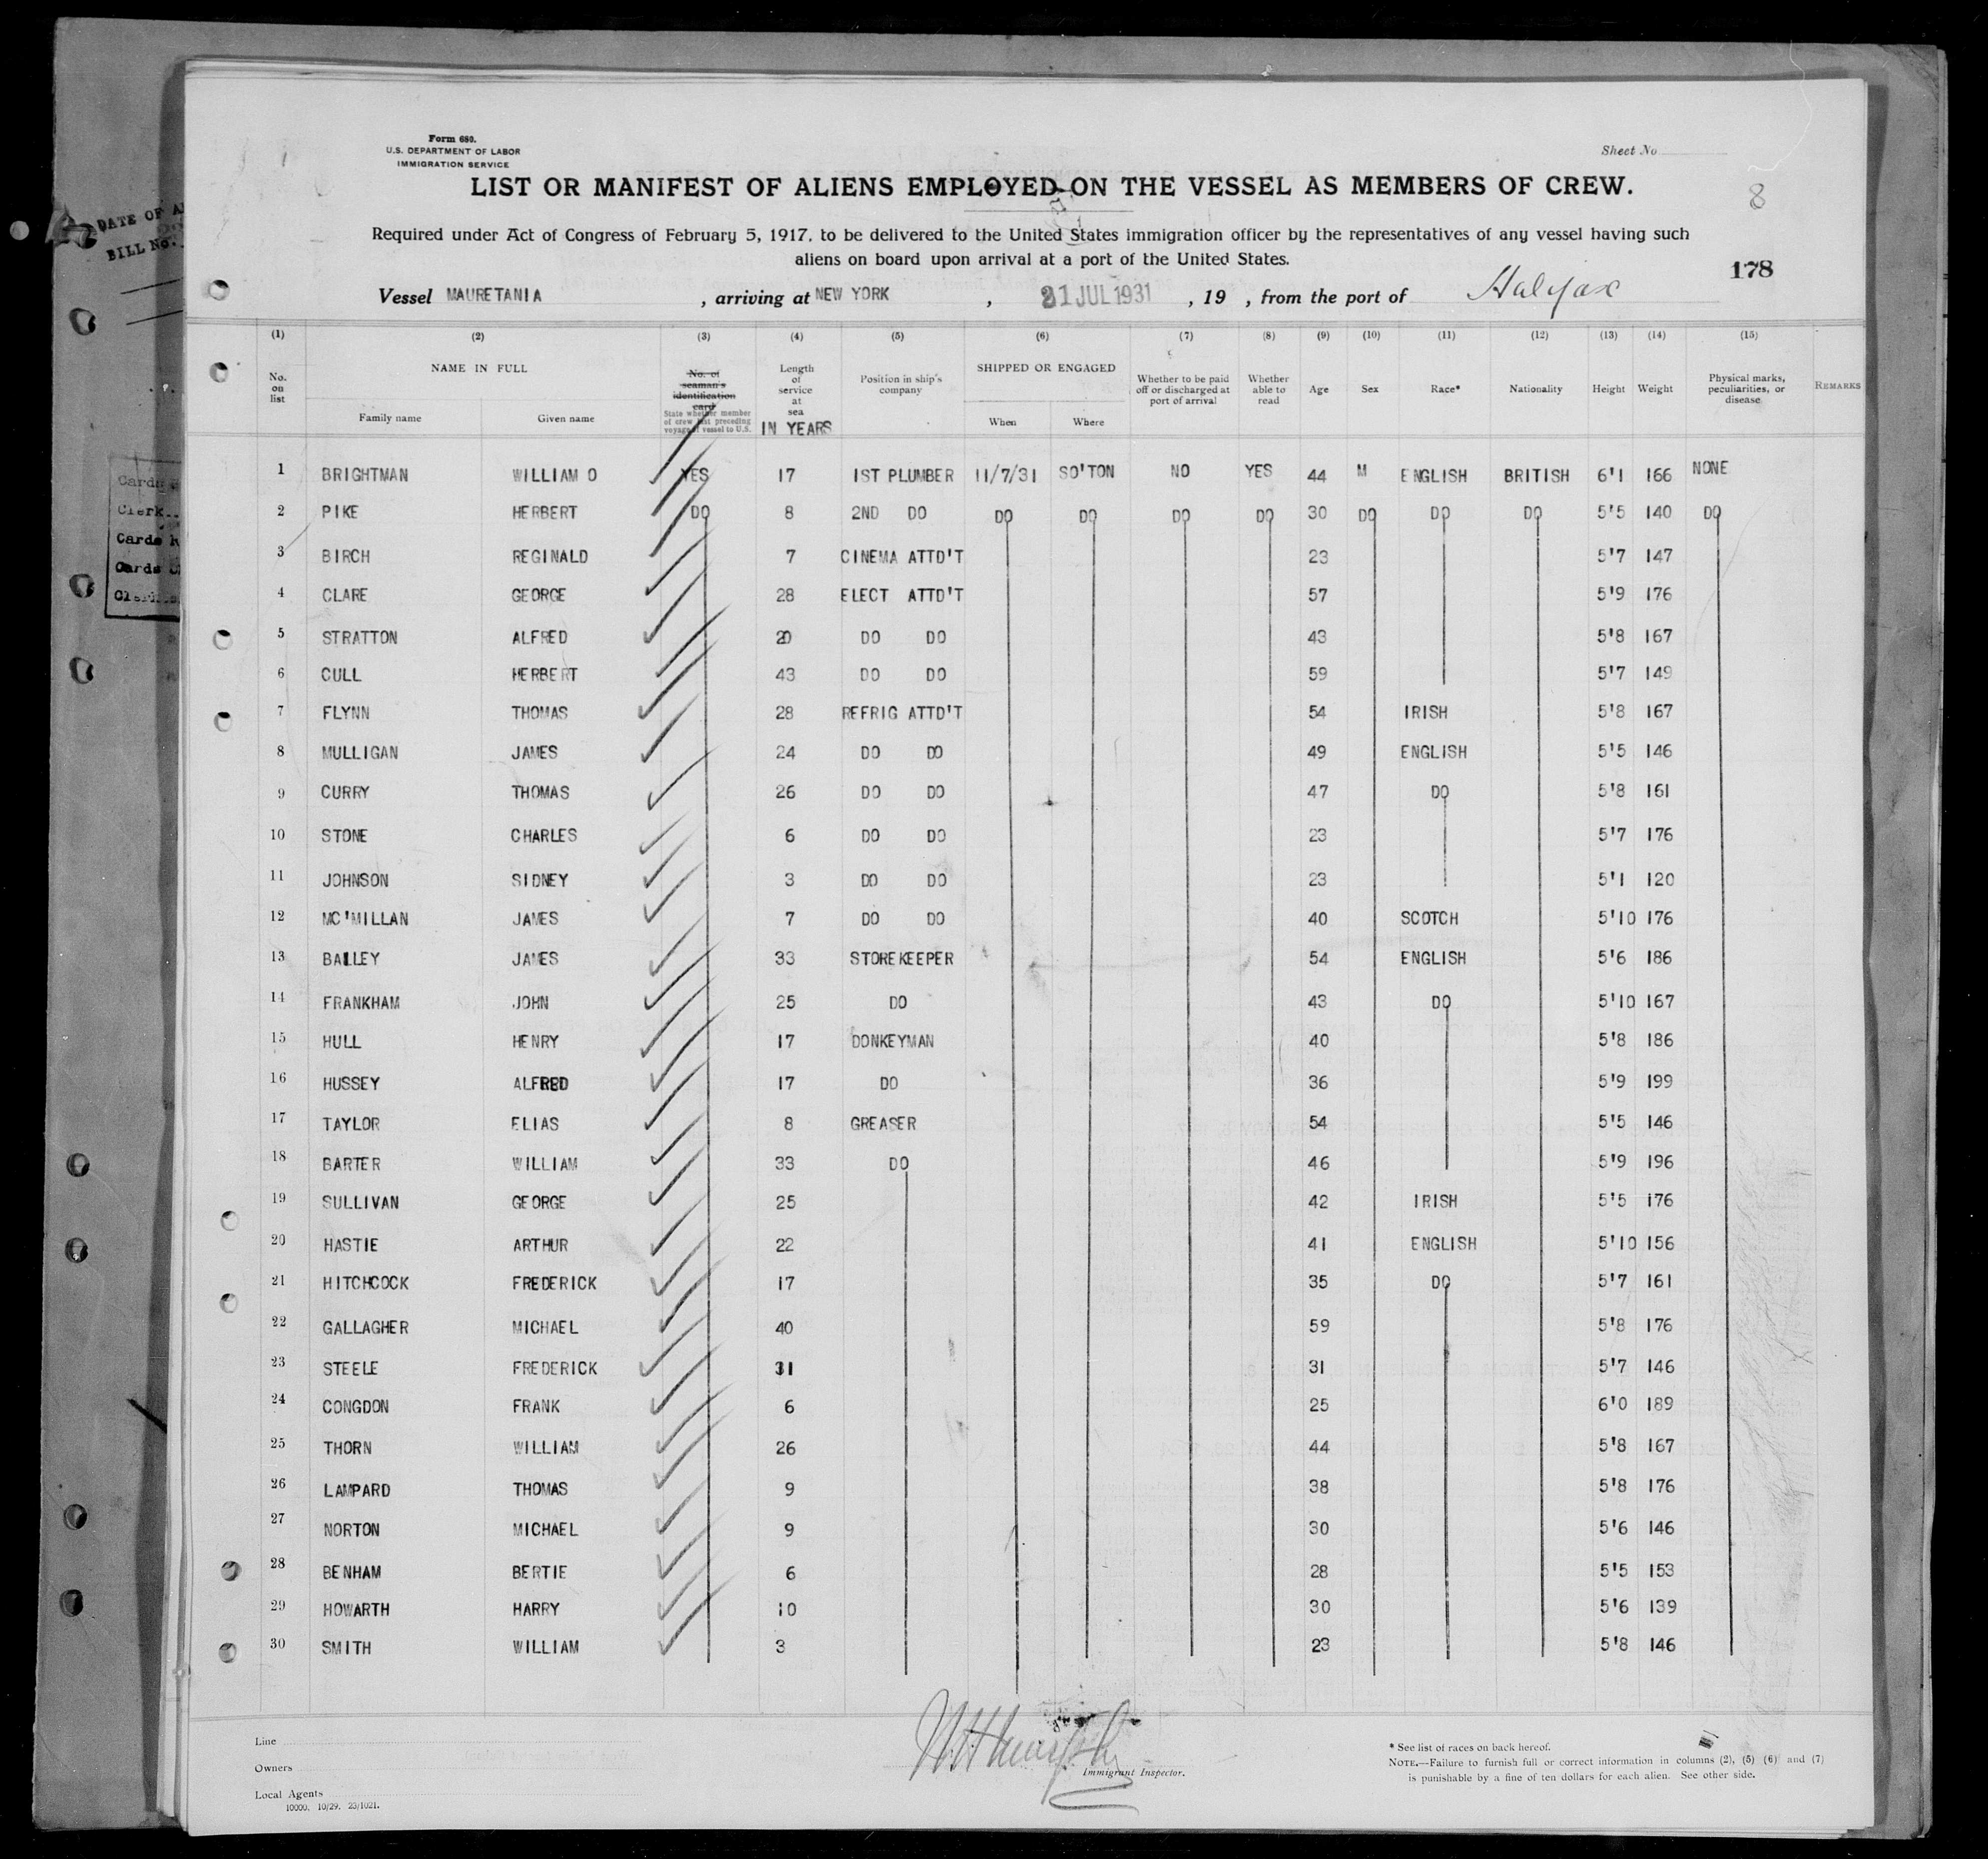 DATE OF A
BILL No.
Cards
Clerk
Cards
Cards
Form 680.
U.S. DEPARTMENT OF LABOR
IMMIGRATION SERVICE
Sheet No
LIST OR MANIFEST OF ALIENS EMPLOYED ON THE VESSEL AS MEMBERS OF CREW.
8
Required under Act of Congress of February 5, 1917, to be delivered to the United States immigration officer by the representatives of any vessel having such
aliens on board upon arrival at a port of the United States.
178
Vessel MAURETANIA , arriving at NEW YORK , 31 JUL 1931 , 19 , from the port of Halifax
(1) (2) (3) (4) (5) (6) (7) (8) (9) (10) (11) (12) (13) (14) (15)
No. on list NAME IN FULL Family name Given name No. of seaman's identification card State whether member of crew last preceding voyage of vessel to U.S. Length of service at sea IN YEARS Position in ship's company SHIPPED OR ENGAGED When Where Whether to be paid off or discharged at port of arrival Whether able to read Age Sex Race* Nationality Height Weight Physical marks, peculiarities, or disease REMARKS
1 BRIGHTMAN WILLIAM O YES 17 1ST PLUMBER 11/7/31 SO'TON NO YES 44 M ENGLISH BRITISH 6'1 166 NONE
2 PIKE HERBERT DO 8 2ND DO DO DO DO DO 30 DO DO DO 5'5 140 DO
3 BIRCH REGINALD 7 CINEMA ATTD'T 23 5'7 147
4 CLARE GEORGE 28 ELECT ATTD'T 57 5'9 176
5 STRATTON ALFRED 20 DO DO 43 5'8 167
6 CULL HERBERT 43 DO DO 59 5'7 149
7 FLYNN THOMAS 28 REFRIG ATTD'T 54 IRISH 5'8 167
8 MULLIGAN JAMES 24 DO DO 49 ENGLISH 5'5 146
9 CURRY THOMAS 26 DO DO 47 DO 5'8 161
10 STONE CHARLES 6 DO DO 23 5'7 176
11 JOHNSON SIDNEY 3 DO DO 23 5'1 120
12 MC'MILLAN JAMES 7 DO DO 40 SCOTCH 5'10 176
13 BAILEY JAMES 33 STOREKEEPER 54 ENGLISH 5'6 186
14 FRANKHAM JOHN 25 DO 43 DO 5'10 167
15 HULL HENRY 17 DONKEYMAN 40 5'8 186
16 HUSSEY ALFRED 17 DO 36 5'9 199
17 TAYLOR ELIAS 8 GREASER 54 5'5 146
18 BARTER WILLIAM 33 DO 46 5'9 196
19 SULLIVAN GEORGE 25 42 IRISH 5'5 176
20 HASTIE ARTHUR 22 41 ENGLISH 5'10 156
21 HITCHCOCK FREDERICK 17 35 DO 5'7 161
22 GALLAGHER MICHAEL 40 59 5'8 176
23 STEELE FREDERICK 31 31 5'7 146
24 CONGDON FRANK 6 25 6'0 189
25 THORN WILLIAM 26 44 5'8 167
26 LAMPARD THOMAS 9 38 5'8 176
27 NORTON MICHAEL 9 30 5'6 146
28 BENHAM BERTIE 6 28 5'5 153
29 HOWARTH HARRY 10 30 5'6 139
30 SMITH WILLIAM 3 23 5'8 146
Line
Owners
Local Agents
10000, 10/29. 23/1021.
Immigrant Inspector.
* See list of races on back hereof.
NOTE.—Failure to furnish full or correct information in columns (2), (5) (6) and (7)
is punishable by a fine of ten dollars for each alien. See other side.